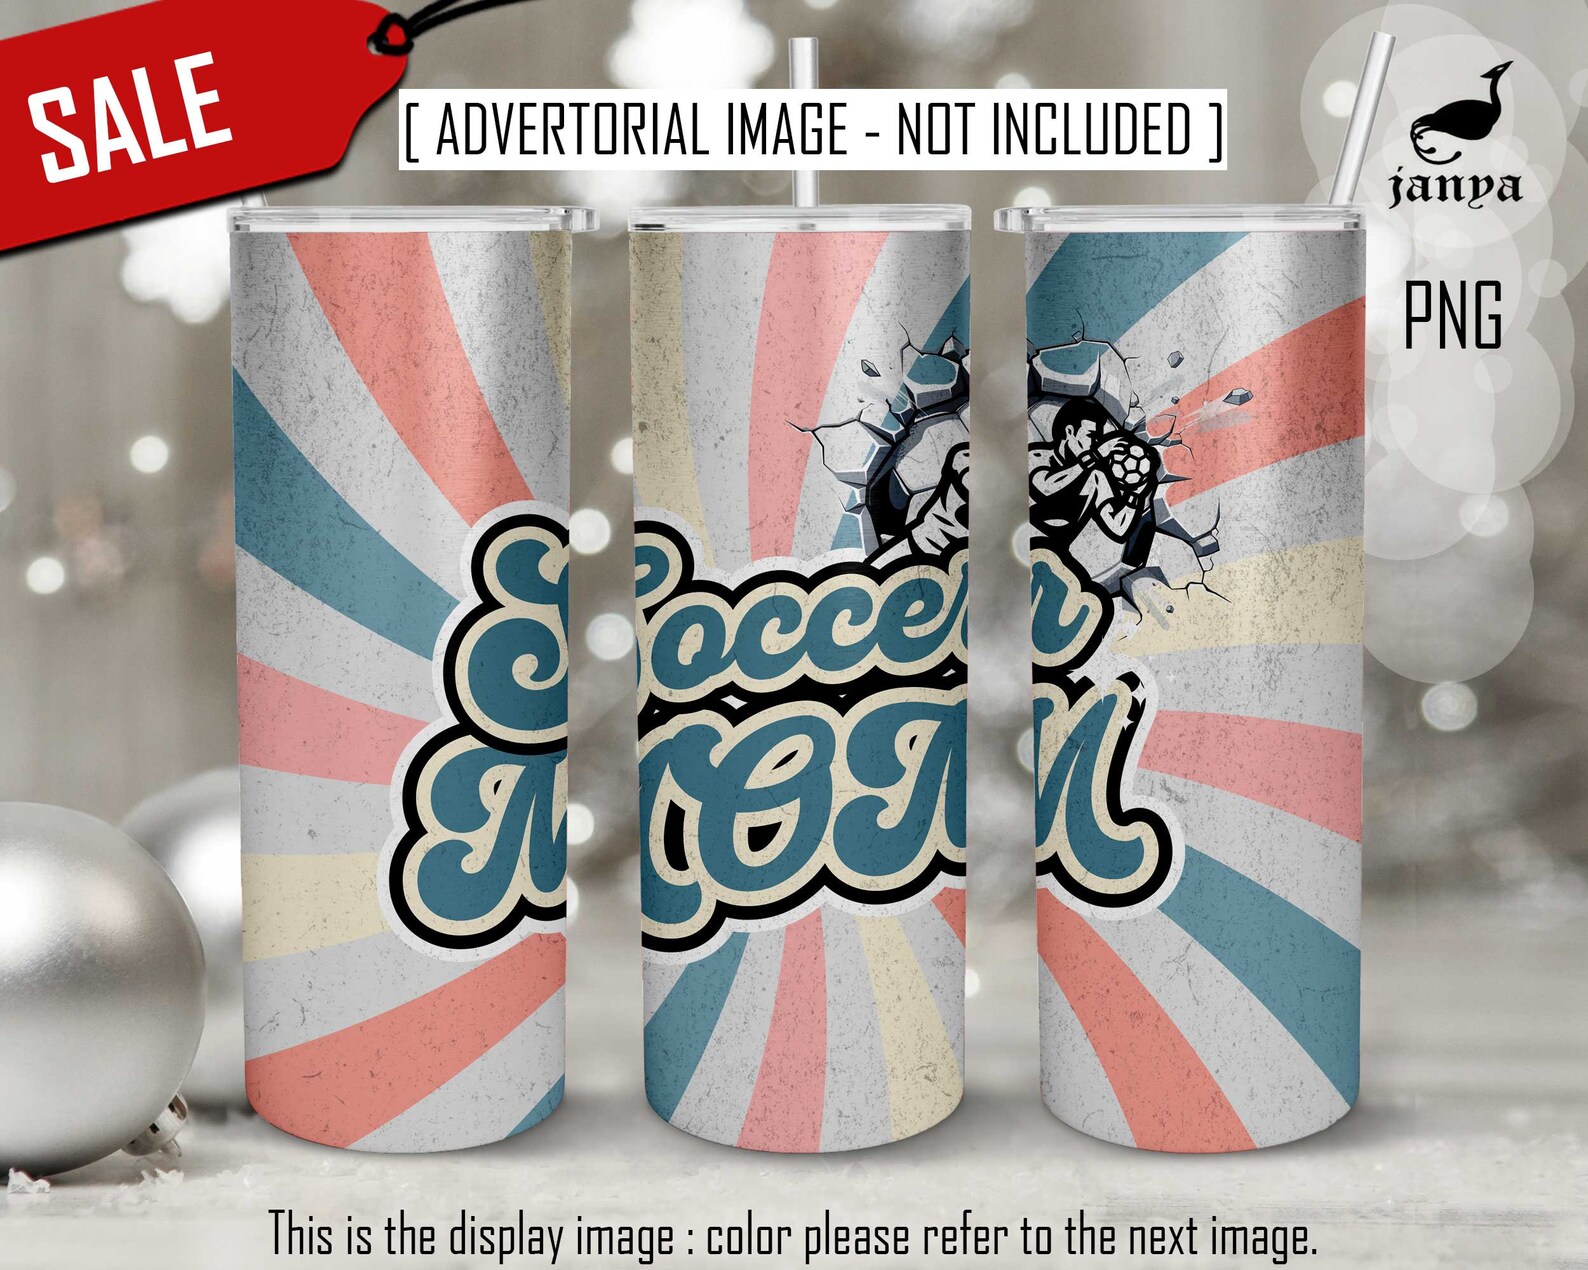 SALE
[ ADVERTORIAL IMAGE - NOT INCLUDED ]
janya
PNG
Soccer
MOM
This is the display image : color please refer to the next image.